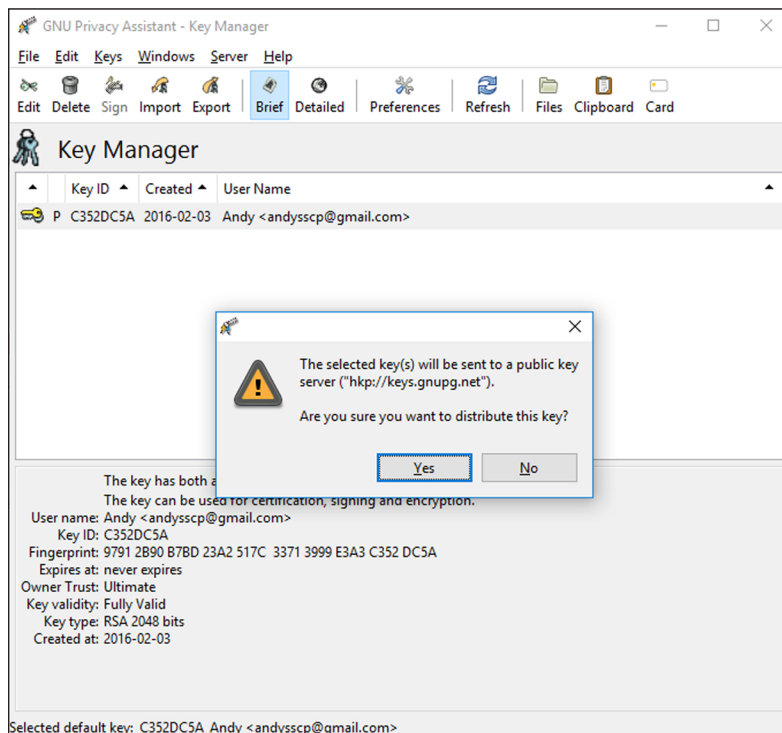 GNU Privacy Assistant - Key Manager
File Edit Keys Windows Server Help
Edit Delete Sign Import Export Brief Detailed Preferences Refresh Files Clipboard Card
Key Manager
Key ID Created User Name
P C352DC5A 2016-02-03 Andy <andysscp@gmail.com>
The selected key(s) will be sent to a public key
server ("hkp://keys.gnupg.net").
Are you sure you want to distribute this key?
Yes No
The key has both a
The key can be used for certification, signing and encryption.
User name: Andy <andysscp@gmail.com>
Key ID: C352DC5A
Fingerprint: 9791 2B90 B7BD 23A2 517C 3371 3999 E3A3 C352 DC5A
Expires at: never expires
Owner Trust: Ultimate
Key validity: Fully Valid
Key type: RSA 2048 bits
Created at: 2016-02-03
Selected default key: C352DC5A Andy <andysscp@gmail.com>